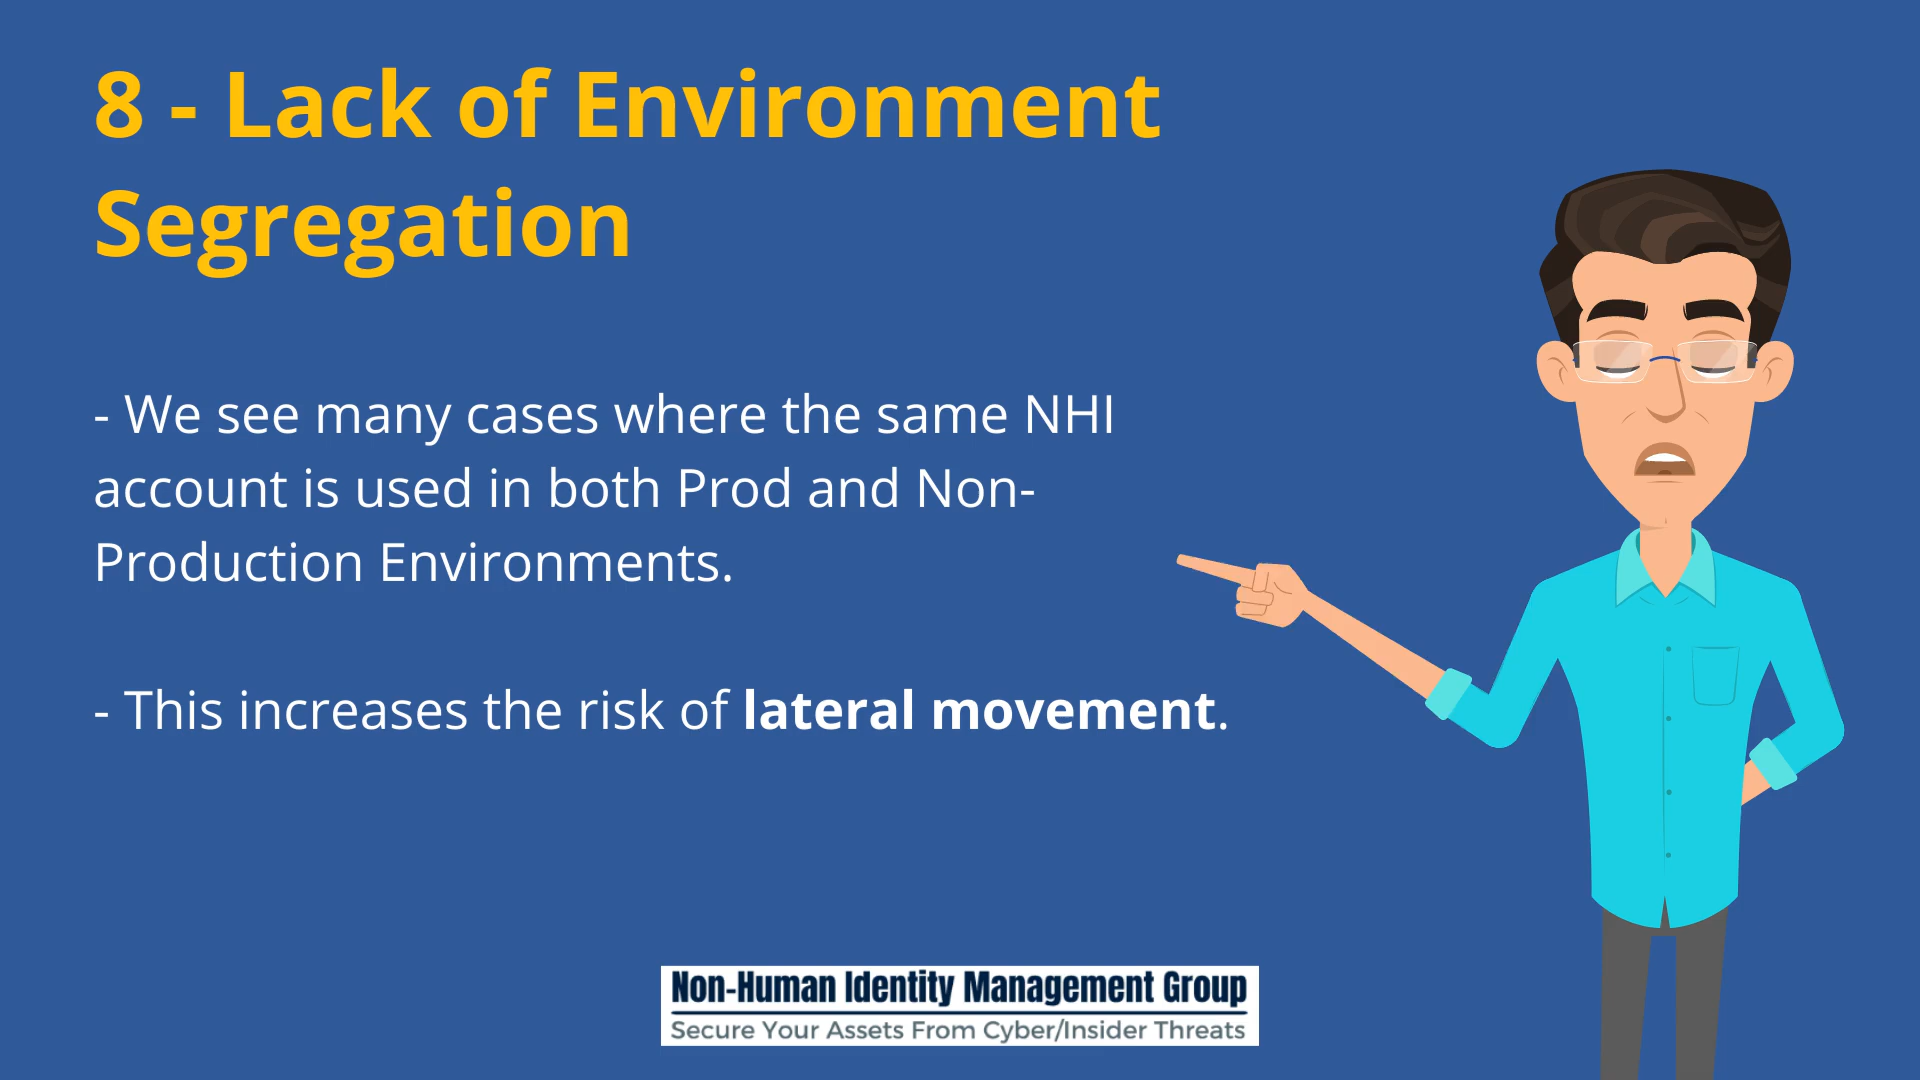 8 - Lack of Environment
Segregation
- We see many cases where the same NHI
account is used in both Prod and Non-
Production Environments.
- This increases the risk of lateral movement.
Non-Human Identity Management Group
Secure Your Assets From Cyber/Insider Threats